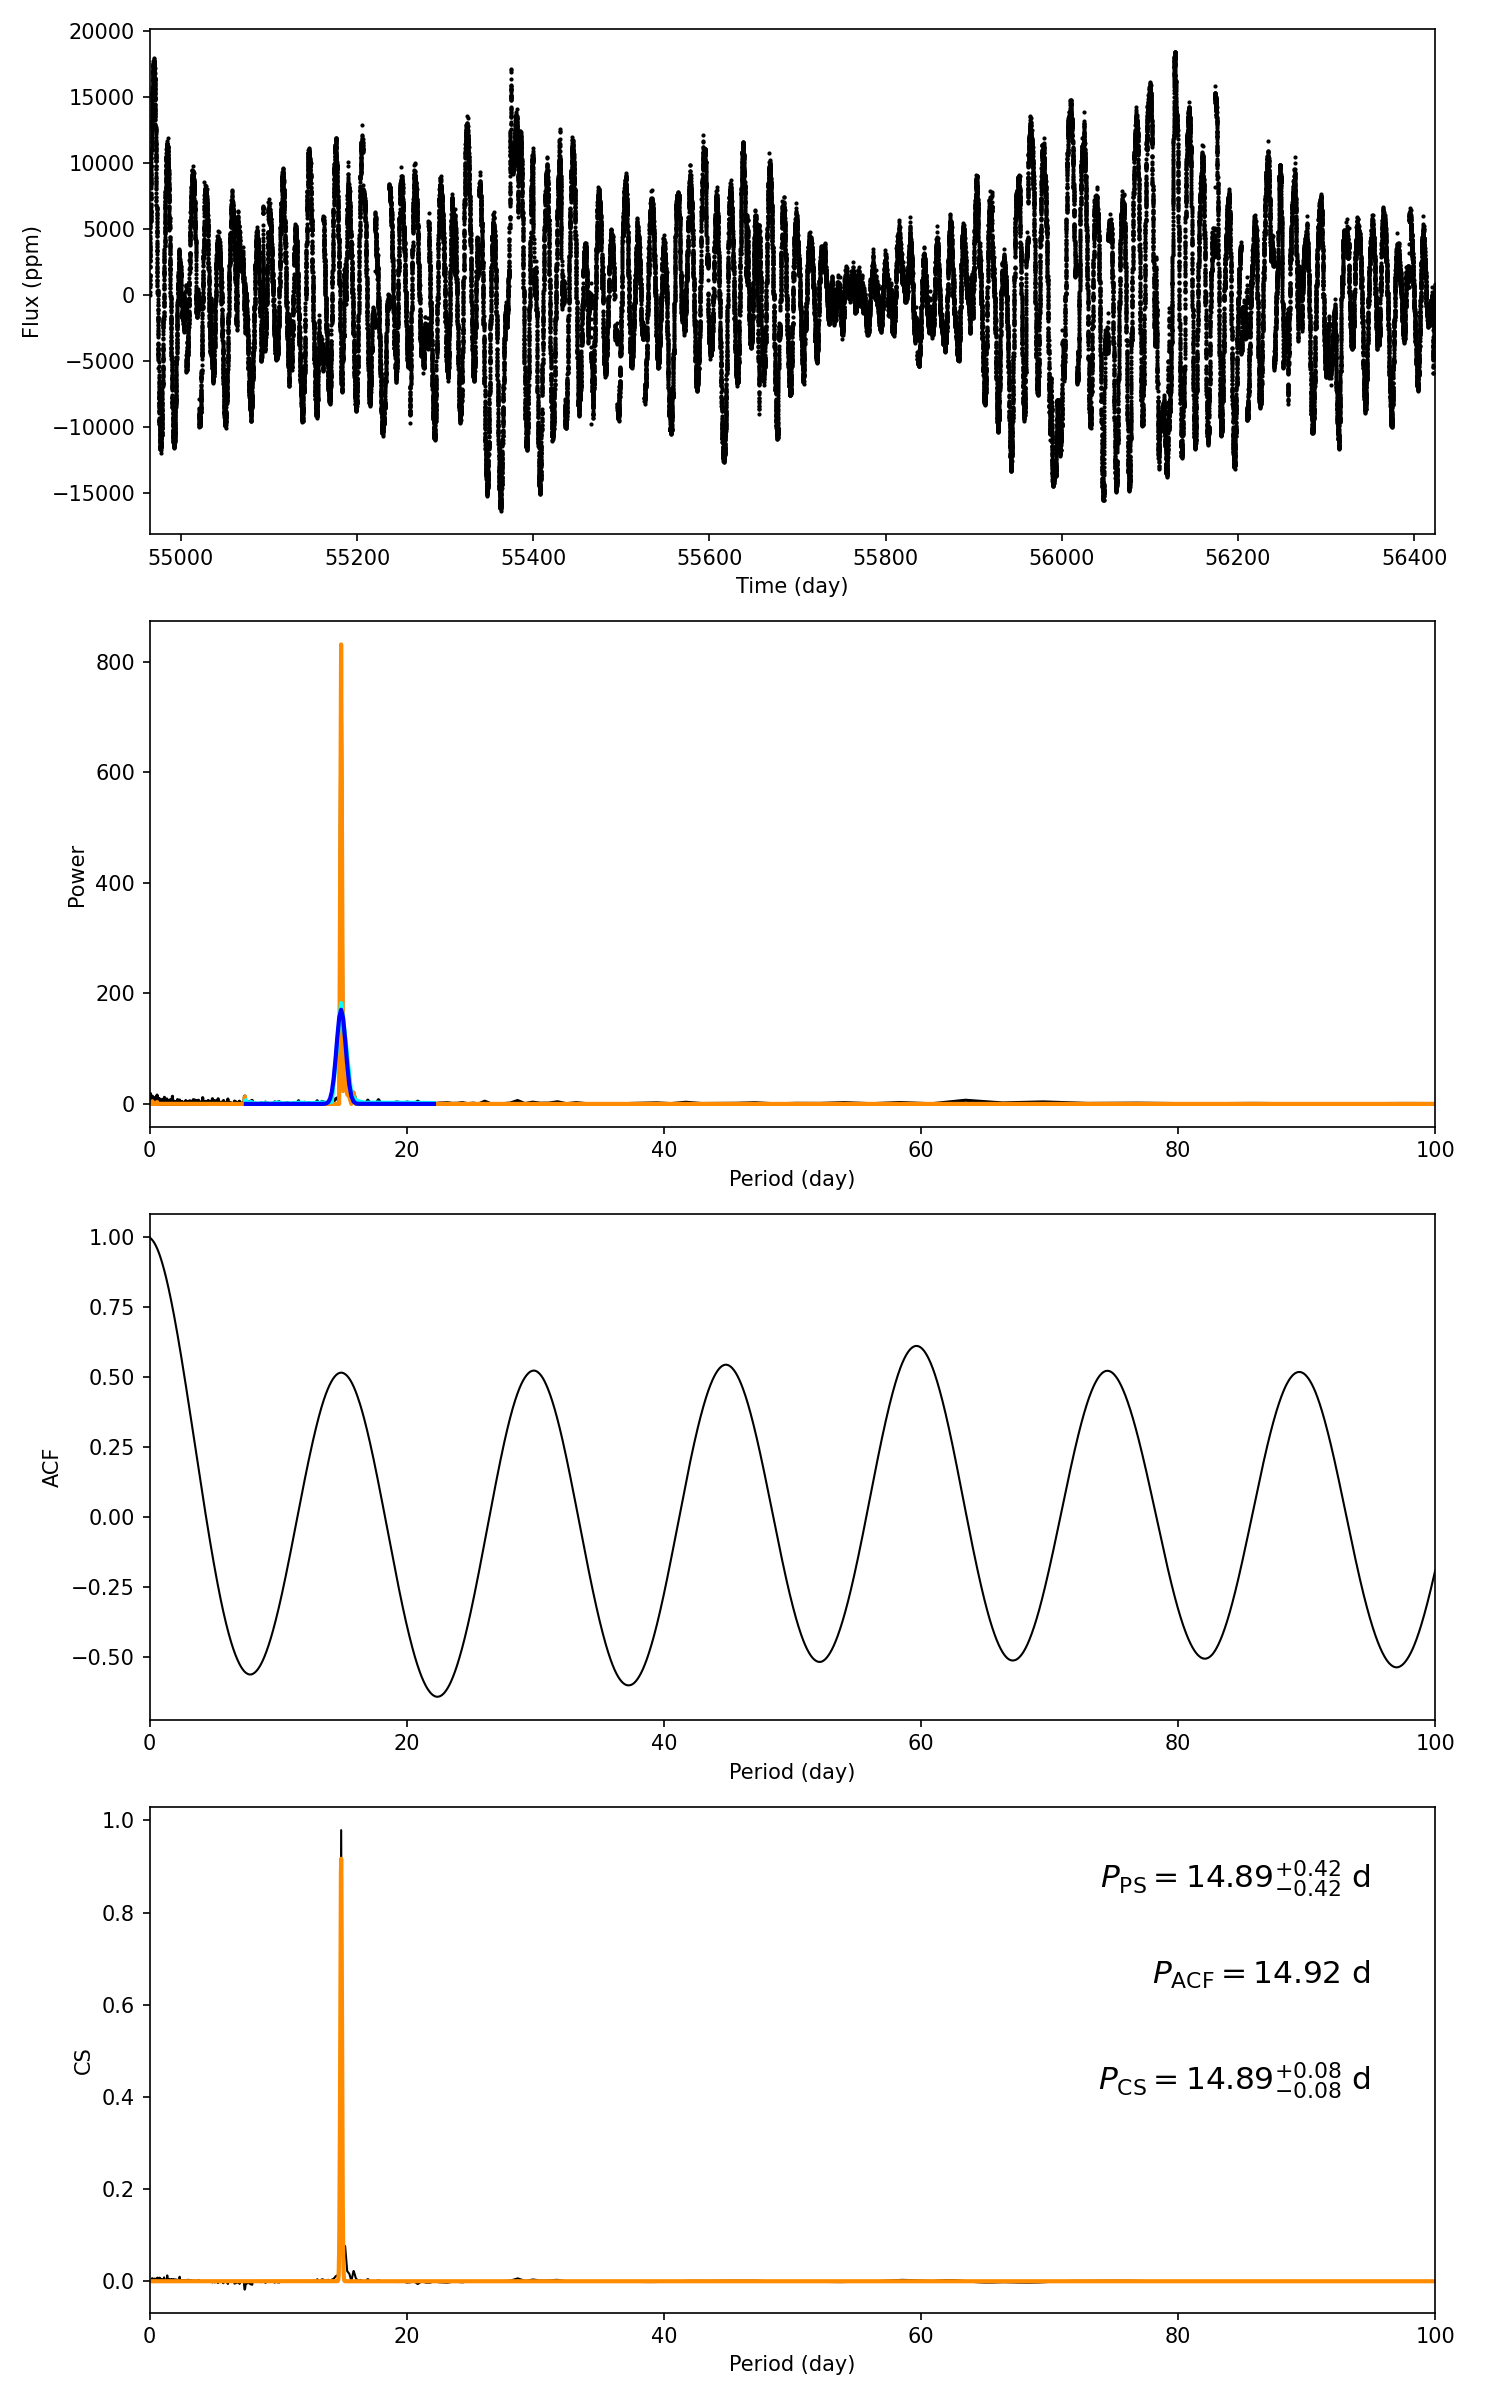 20000
15000
10000
5000
0
−5000
−10000
−15000
Flux (ppm)
55000 55200 55400 55600 55800 56000 56200 56400
Time (day)
800
600
400
200
0
Power
0 20 40 60 80 100
Period (day)
1.00
0.75
0.50
0.25
0.00
−0.25
−0.50
ACF
0 20 40 60 80 100
Period (day)
1.0
0.8
0.6
0.4
0.2
0.0
CS
P_PS = 14.89 +0.42 −0.42 d
P_ACF = 14.92 d
P_CS = 14.89 +0.08 −0.08 d
0 20 40 60 80 100
Period (day)